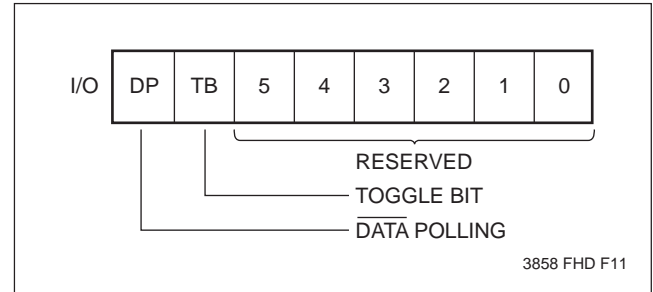 I/O DP TB 5 4 3 2 1 0
RESERVED
TOGGLE BIT
DATA POLLING
3858 FHD F11